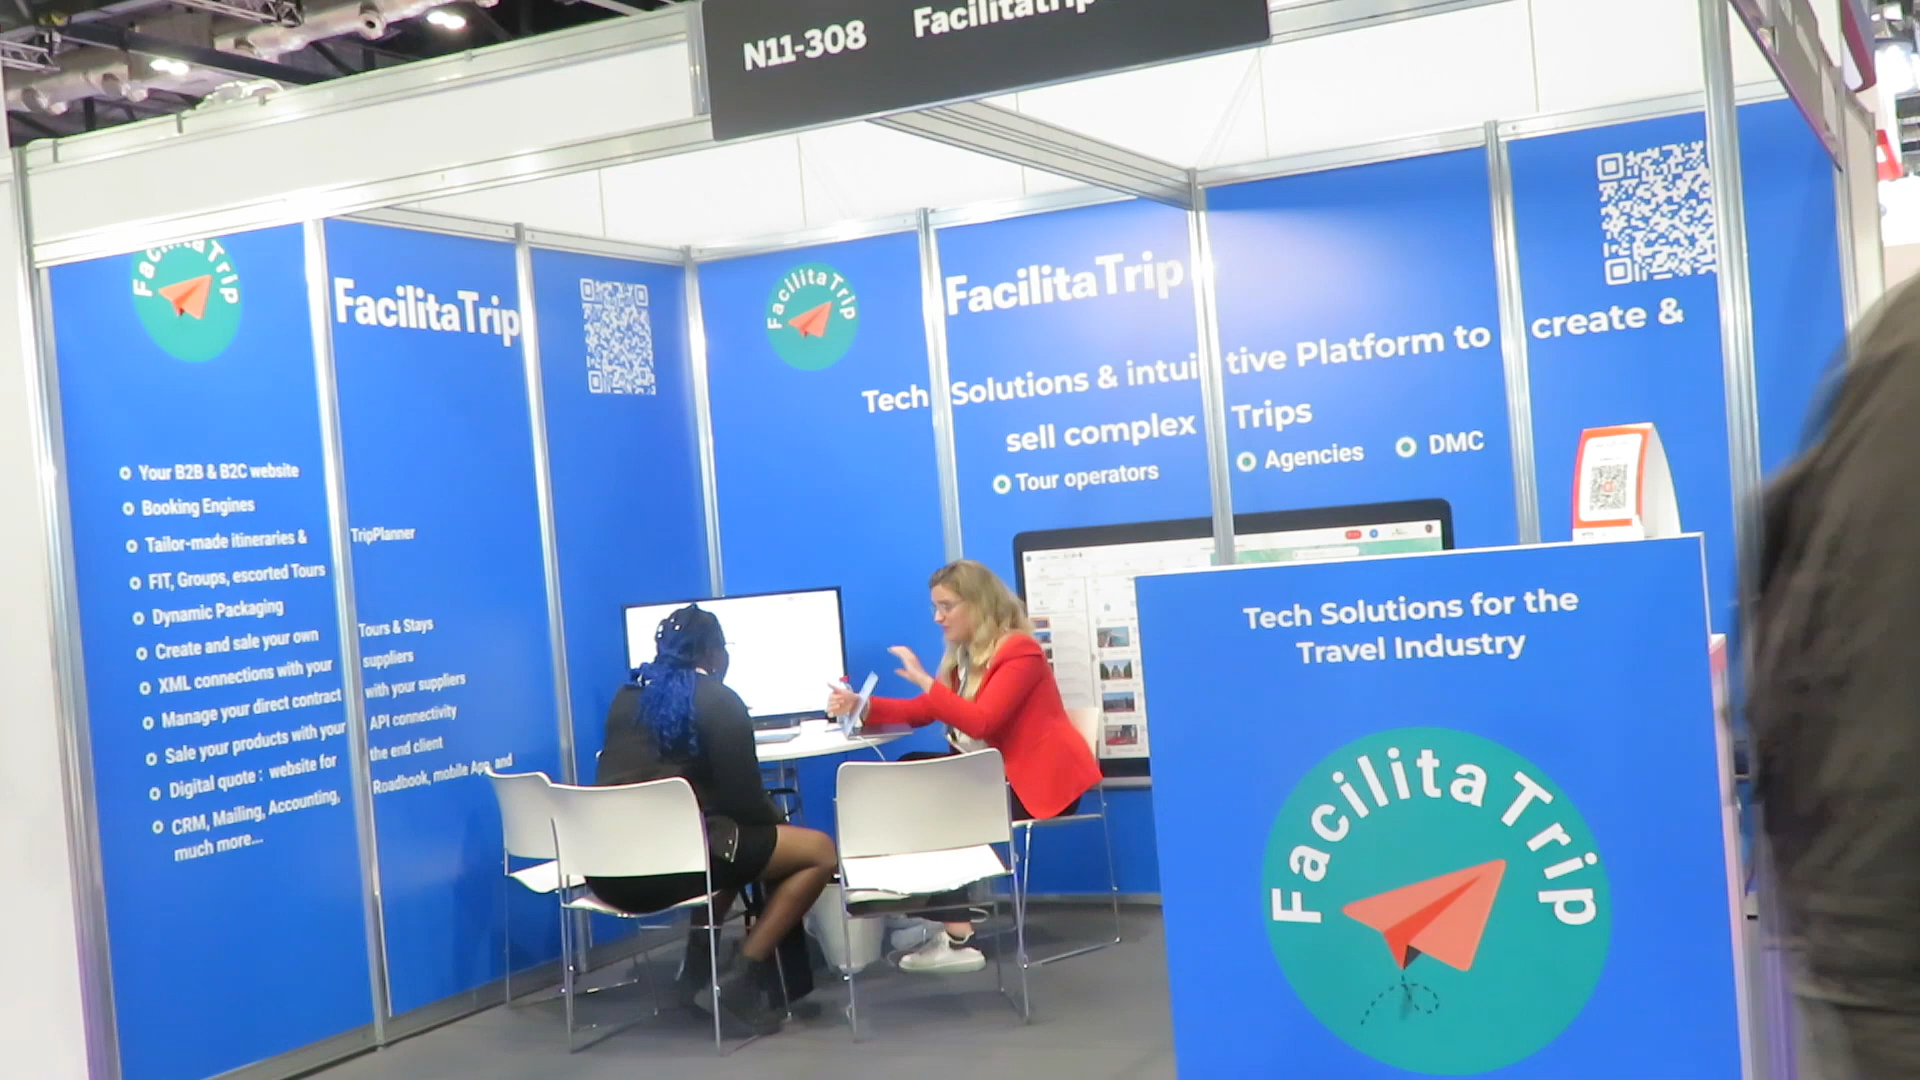 N11-308 Facilitatrip
FacilitaTrip
FacilitaTrip
Your B2B & B2C website
Booking Engines
Tailor-made itineraries & TripPlanner
FIT, Groups, escorted Tours
Dynamic Packaging
Create and sale your own Tours & Stays
XML connections with your suppliers
Manage your direct contract with your suppliers
Sale your products with your API connectivity
Digital quote : website for the end client
CRM, Mailing, Accounting, Roadbook, mobile App and
much more...
FacilitaTrip
FacilitaTrip
Tech Solutions & intuitive Platform to create &
sell complex Trips
Tour operators
Agencies
DMC
Tech Solutions for the
Travel Industry
FacilitaTrip